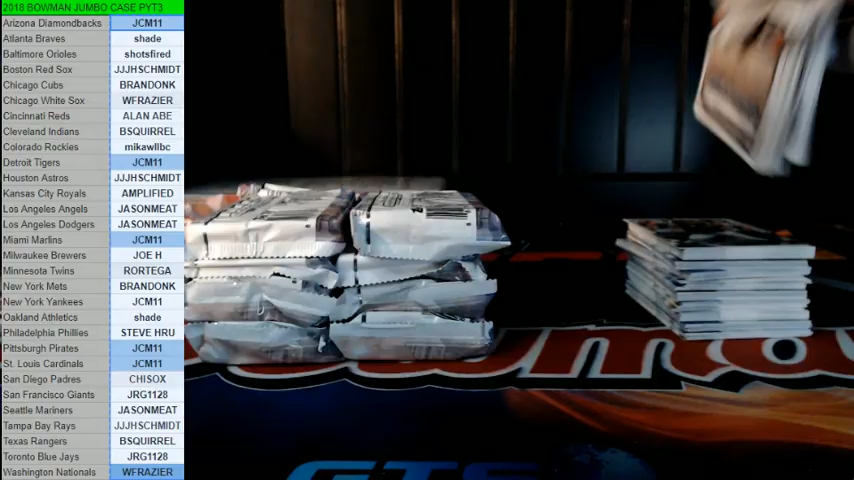 2018 BOWMAN JUMBO CASE PYT3
Arizona Diamondbacks JCM11
Atlanta Braves shade
Baltimore Orioles shotsfired
Boston Red Sox JJJHSCHMIDT
Chicago Cubs BRANDONK
Chicago White Sox WFRAZIER
Cincinnati Reds ALAN ABE
Cleveland Indians BSQUIRREL
Colorado Rockies mikawllbc
Detroit Tigers JCM11
Houston Astros JJJHSCHMIDT
Kansas City Royals AMPLIFIED
Los Angeles Angels JASONMEAT
Los Angeles Dodgers JASONMEAT
Miami Marlins JCM11
Milwaukee Brewers JOE H
Minnesota Twins RORTEGA
New York Mets BRANDONK
New York Yankees JCM11
Oakland Athletics shade
Philadelphia Phillies STEVE HRU
Pittsburgh Pirates JCM11
St. Louis Cardinals JCM11
San Diego Padres CHISOX
San Francisco Giants JRG1128
Seattle Mariners JASONMEAT
Tampa Bay Rays JJJHSCHMIDT
Texas Rangers BSQUIRREL
Toronto Blue Jays JRG1128
Washington Nationals WFRAZIER
GTS